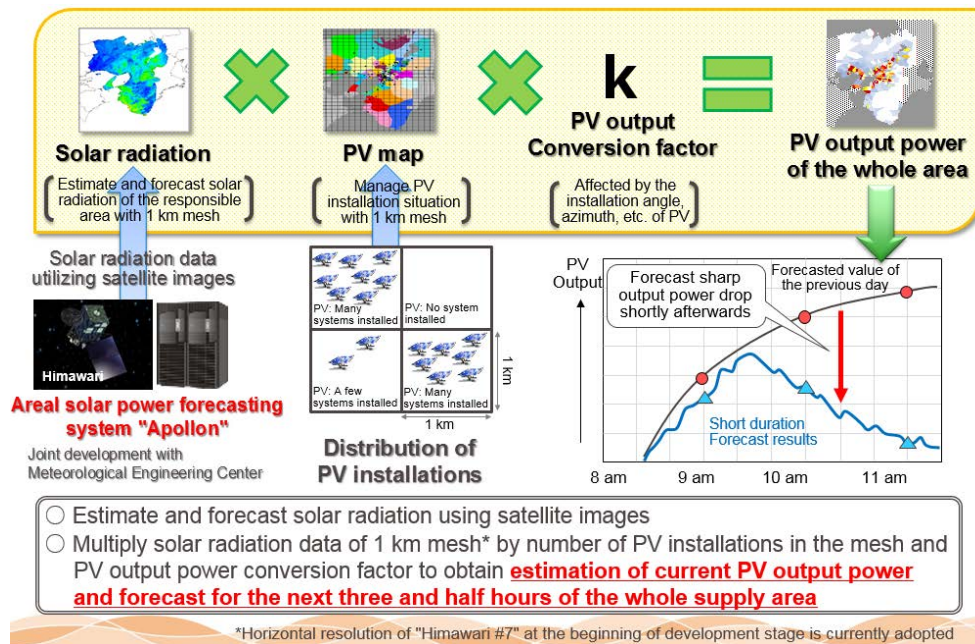 Solar radiation
Estimate and forecast solar
radiation of the responsible
area with 1 km mesh
PV map
Manage PV
installation situation
with 1 km mesh
k
PV output
Conversion factor
Affected by the
installation angle,
azimuth, etc. of PV
PV output power
of the whole area
Solar radiation data
utilizing satellite images
Himawari
Areal solar power forecasting
system "Apollon"
Joint development with
Meteorological Engineering Center
PV: Many
systems installed
PV: No system
installed
PV: A few
systems installed
PV: Many
systems installed
1 km
1 km
Distribution of
PV installations
PV
Output
Forecast sharp
output power drop
shortly afterwards
Forecasted value of
the previous day
Short duration
Forecast results
8 am 9 am 10 am 11 am
○ Estimate and forecast solar radiation using satellite images
○ Multiply solar radiation data of 1 km mesh* by number of PV installations in the mesh and
PV output power conversion factor to obtain estimation of current PV output power
and forecast for the next three and half hours of the whole supply area
*Horizontal resolution of "Himawari #7" at the beginning of development stage is currently adopted